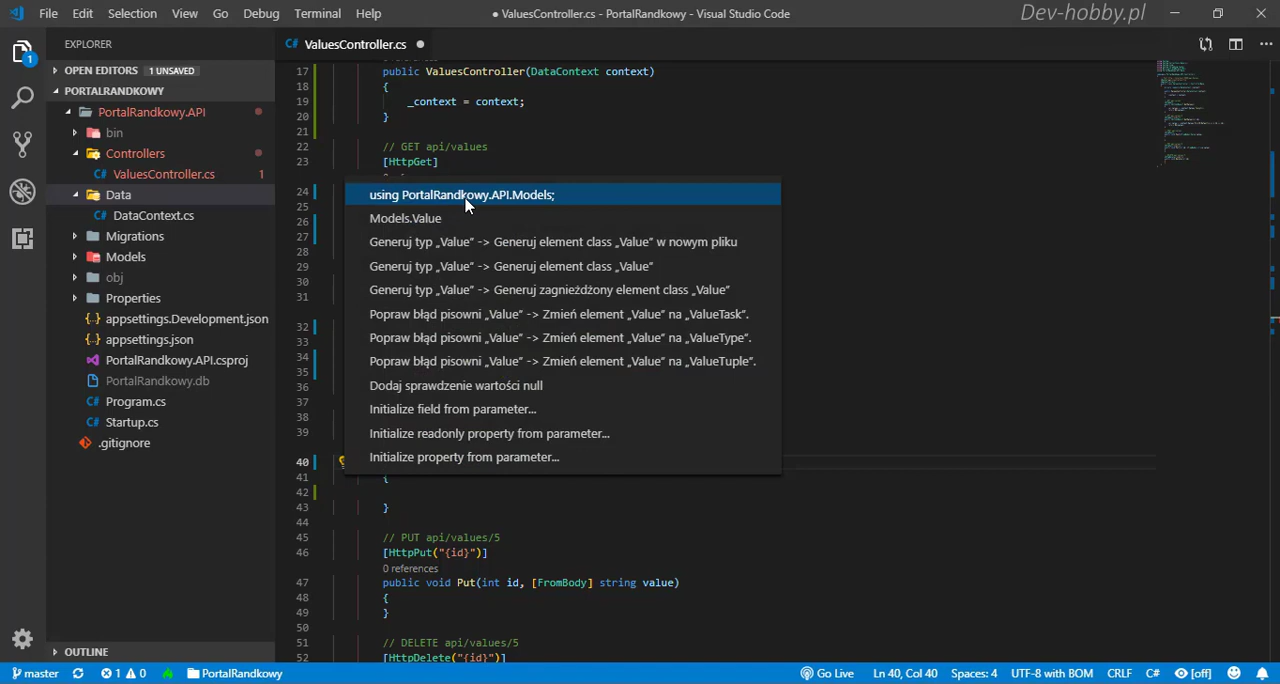 File Edit Selection View Go Debug Terminal Help
● ValuesController.cs - PortalRandkowy - Visual Studio Code
Dev-hobby.pl
EXPLORER
OPEN EDITORS 1 UNSAVED
PORTALRANDKOWY
PortalRandkowy.API
bin
Controllers
ValuesController.cs 1
Data
DataContext.cs
Migrations
Models
obj
Properties
appsettings.Development.json
appsettings.json
PortalRandkowy.API.csproj
PortalRandkowy.db
Program.cs
Startup.cs
.gitignore
OUTLINE
1
ValuesController.cs ●
17 public ValuesController(DataContext context)
18 {
19 _context = context;
20 }
21
22 // GET api/values
23 [HttpGet]
24
25
26
27
28
29
30
31
32
33
34
35
36
37
38
39
40
using PortalRandkowy.API.Models;
Models.Value
Generuj typ „Value” -> Generuj element class „Value” w nowym pliku
Generuj typ „Value” -> Generuj element class „Value”
Generuj typ „Value” -> Generuj zagnieżdżony element class „Value”
Popraw błąd pisowni „Value” -> Zmień element „Value” na „ValueTask”.
Popraw błąd pisowni „Value” -> Zmień element „Value” na „ValueType”.
Popraw błąd pisowni „Value” -> Zmień element „Value” na „ValueTuple”.
Dodaj sprawdzenie wartości null
Initialize field from parameter...
Initialize readonly property from parameter...
Initialize property from parameter...
41 {
42
43 }
44
45 // PUT api/values/5
46 [HttpPut("{id}")]
0 references
47 public void Put(int id, [FromBody] string value)
48 {
49 }
50
51 // DELETE api/values/5
52 [HttpDelete("{id}")]
master 1 0 PortalRandkowy Go Live Ln 40, Col 40 Spaces: 4 UTF-8 with BOM CRLF C# [off]